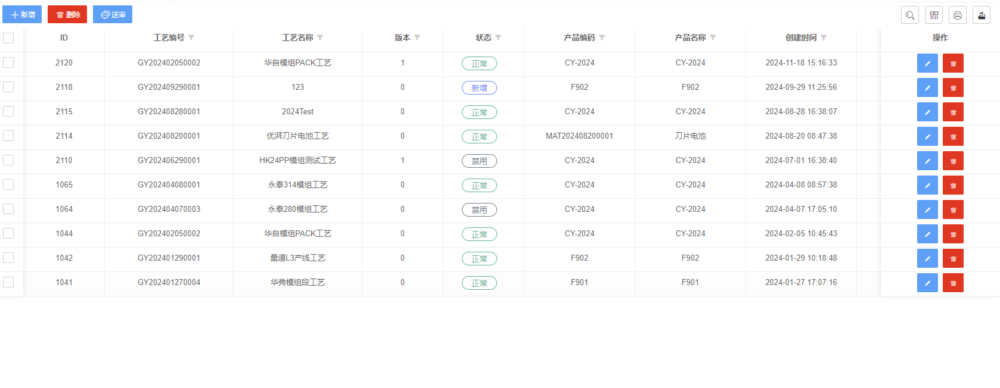 新增 删除 送审
ID 工艺编号 工艺名称 版本 状态 产品编码 产品名称 创建时间 操作
2120 GY202402050002 华自模组PACK工艺 1 正常 CY-2024 CY-2024 2024-11-18 15:16:33
2118 GY202409290001 123 0 新增 F902 F902 2024-09-29 11:25:56
2115 GY202408280001 2024Test 0 正常 CY-2024 CY-2024 2024-08-28 16:38:07
2114 GY202408200001 优湃刀片电池工艺 0 正常 MAT202408200001 刀片电池 2024-08-20 08:47:38
2110 GY202406290001 HK24PP模组测试工艺 1 禁用 CY-2024 CY-2024 2024-07-01 16:38:40
1065 GY202404080001 永泰314模组工艺 0 正常 CY-2024 CY-2024 2024-04-08 08:57:38
1064 GY202404070003 永泰280模组工艺 0 禁用 CY-2024 CY-2024 2024-04-07 17:05:10
1044 GY202402050002 华自模组PACK工艺 0 正常 CY-2024 CY-2024 2024-02-05 10:45:43
1042 GY202401290001 量道L3产线工艺 0 正常 F902 F902 2024-01-29 10:18:48
1041 GY202401270004 华弗模组段工艺 0 正常 F901 F901 2024-01-27 17:07:16